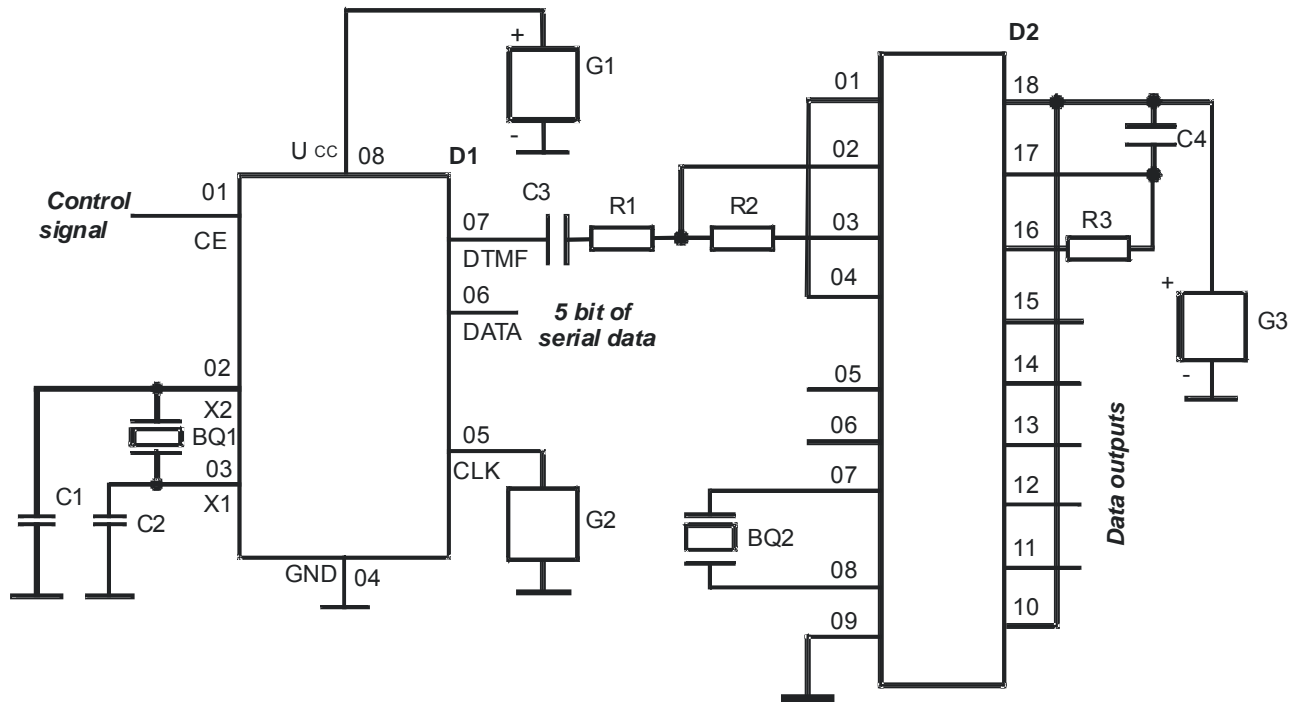 D2
+
G1
-
U CC
08
D1
01
Control
signal
CE
C3
07
DTMF
R1
R2
06
DATA
5 bit of
serial data
02
X2
BQ1
03
X1
C1
C2
05
CLK
G2
GND
04
01
02
03
04
05
06
07
BQ2
08
09
18
C4
17
16
R3
+
G3
-
15
14
13
12
11
10
Data outputs